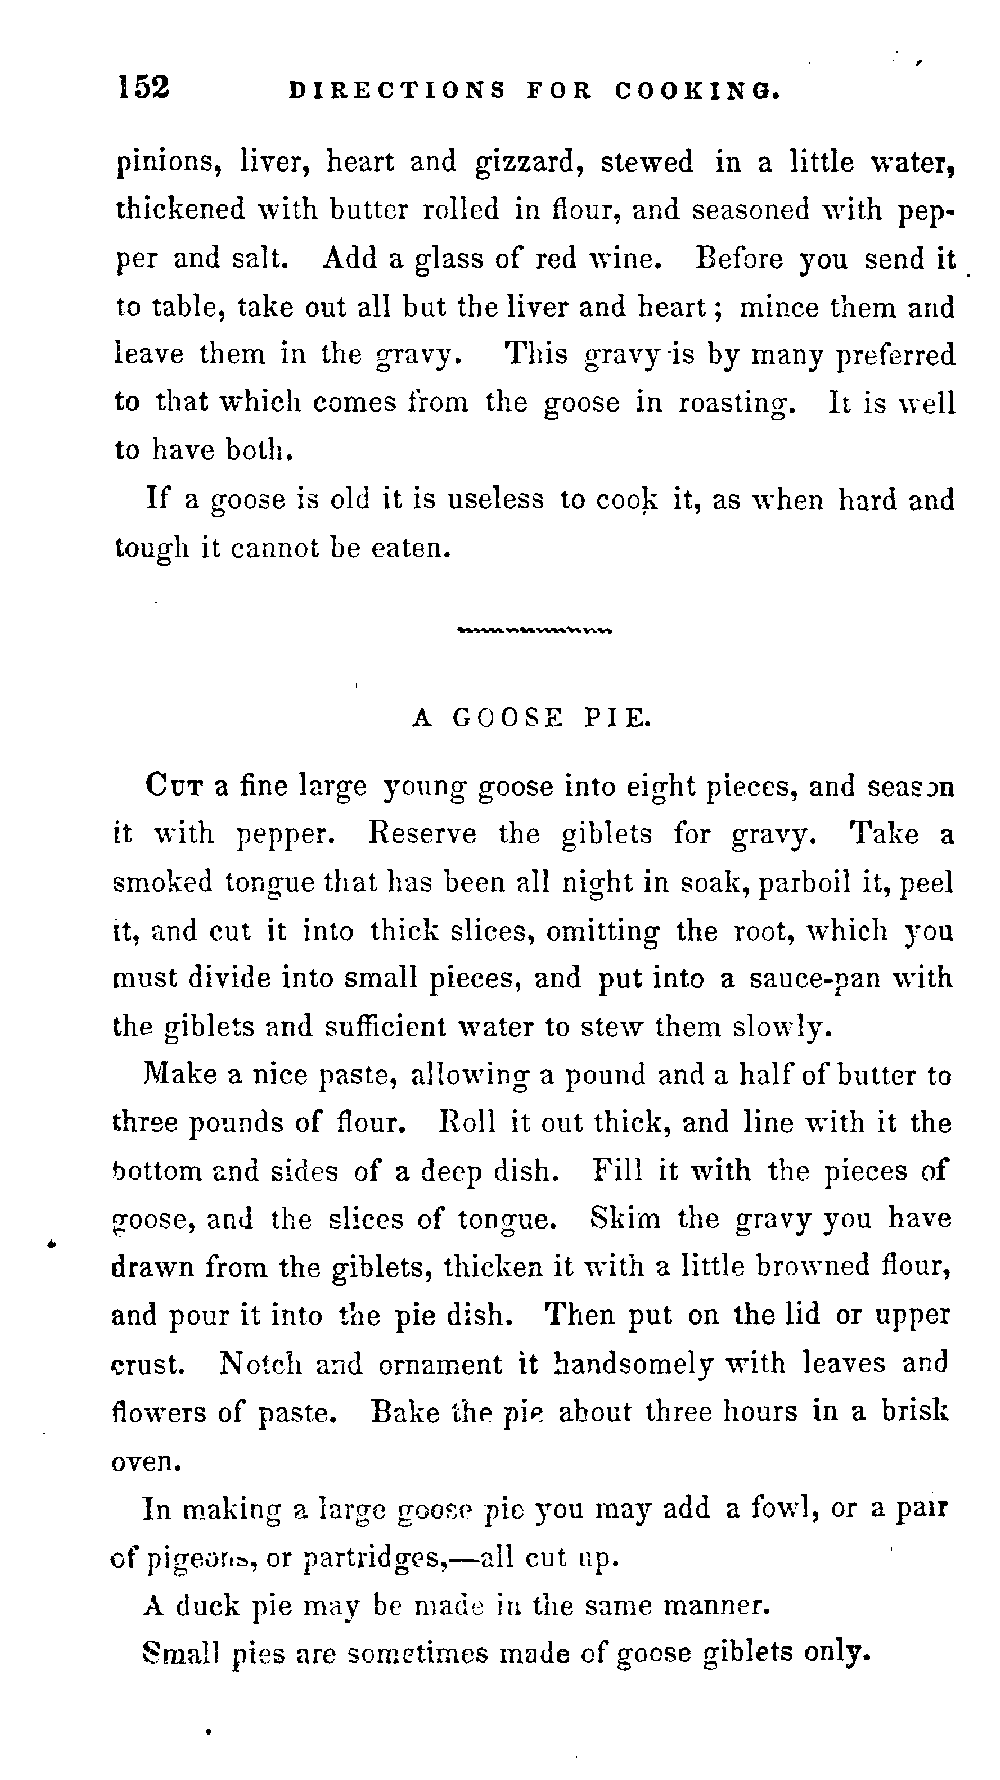 152 DIRECTIONS FOR COOKING.
pinions, liver, heart and gizzard, stewed in a little water,
thickened with butter rolled in flour, and seasoned with pep-
per and salt. Add a glass of red wine. Before you send it
to table, take out all but the liver and heart; mince them and
leave them in the gravy. This gravy is by many preferred
to that which comes from the goose in roasting. It is well
to have both.
If a goose is old it is useless to cook it, as when hard and
tough it cannot be eaten.
A GOOSE PIE.
CUT a fine large young goose into eight pieces, and season
it with pepper. Reserve the giblets for gravy. Take a
smoked tongue that has been all night in soak, parboil it, peel
it, and cut it into thick slices, omitting the root, which you
must divide into small pieces, and put into a sauce-pan with
the giblets and sufficient water to stew them slowly.
Make a nice paste, allowing a pound and a half of butter to
three pounds of flour. Roll it out thick, and line with it the
bottom and sides of a deep dish. Fill it with the pieces of
goose, and the slices of tongue. Skim the gravy you have
drawn from the giblets, thicken it with a little browned flour,
and pour it into the pie dish. Then put on the lid or upper
crust. Notch and ornament it handsomely with leaves and
flowers of paste. Bake the pie about three hours in a brisk
oven.
In making a large goose pie you may add a fowl, or a pair
of pigeons, or partridges,—all cut up.
A duck pie may be made in the same manner.
Small pies are sometimes made of goose giblets only.